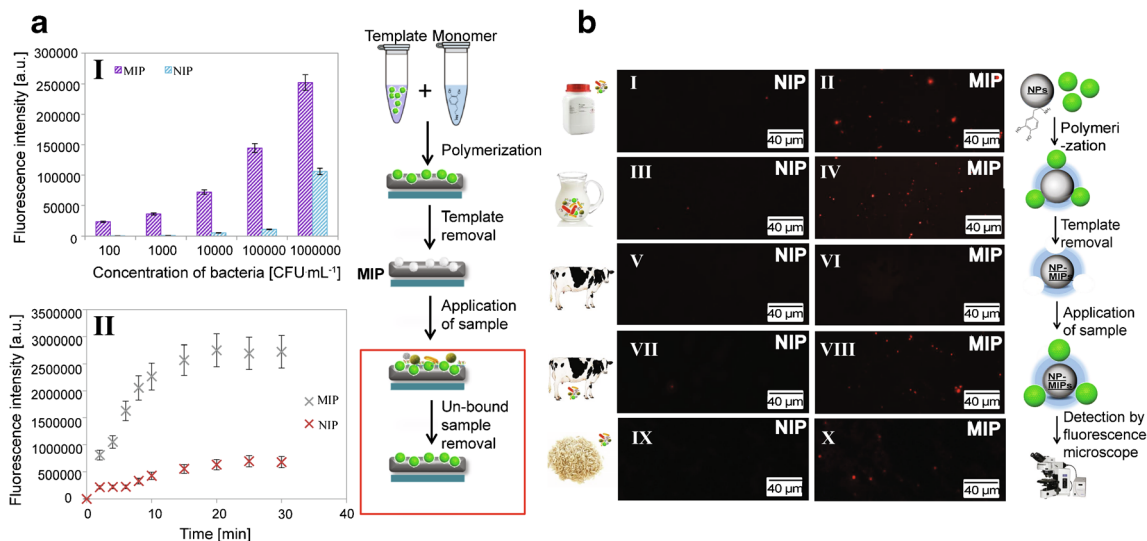 a
I
MIP
NIP
Fluorescence intensity [a.u.]
300000
250000
200000
150000
100000
50000
0
100
1000
10000
100000
1000000
Concentration of bacteria [CFU·mL⁻¹]
II
Fluorescence intensity [a.u.]
3500000
3000000
2500000
2000000
1500000
1000000
500000
0
MIP
NIP
0
10
20
30
40
Time [min]
Template Monomer
+
Polymerization
Template
removal
MIP
Application
of sample
Un-bound
sample
removal
b
I
NIP
40 µm
II
MIP
40 µm
III
NIP
40 µm
IV
MIP
40 µm
V
NIP
40 µm
VI
MIP
40 µm
VII
NIP
40 µm
VIII
MIP
40 µm
IX
NIP
40 µm
X
MIP
40 µm
NPs
Polymeri
-zation
Template
removal
NP-
MIPs
Application
of sample
NP-
MIPs
Detection by
fluorescence
microscope